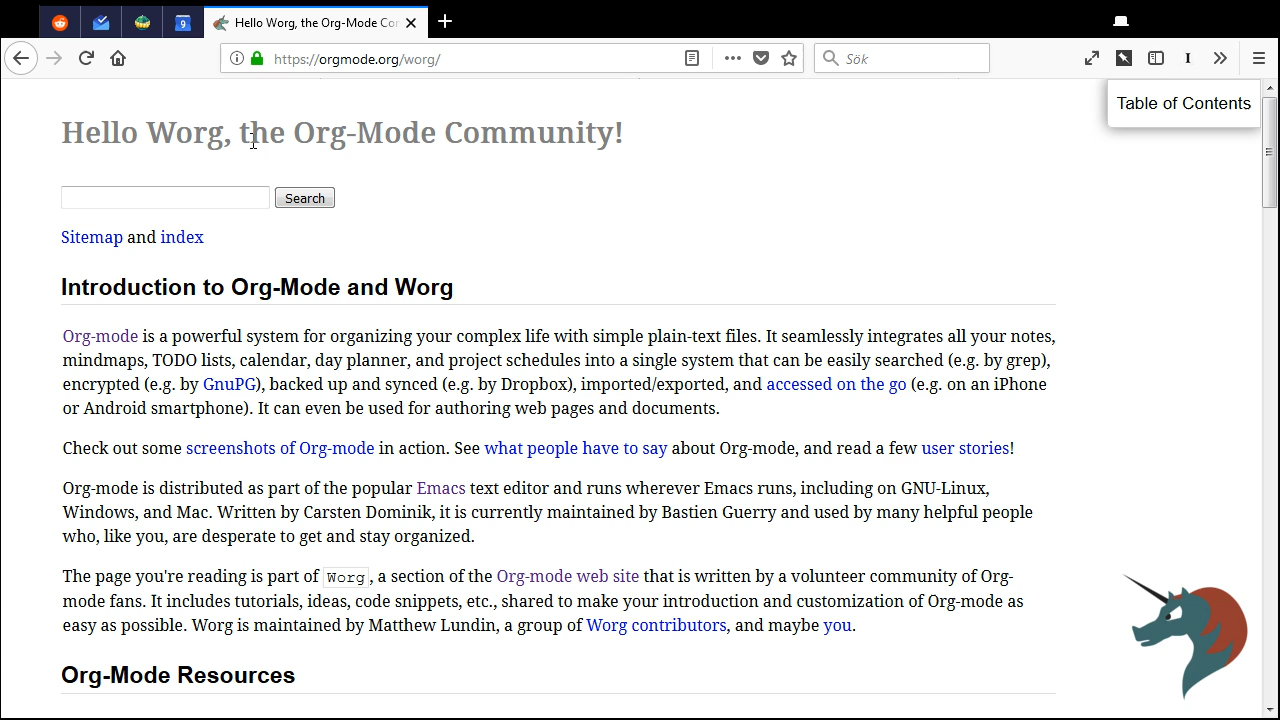 9
Hello Worg, the Org-Mode Co
https://orgmode.org/worg/
Sök
Table of Contents
Hello Worg, the Org-Mode Community!
Search
Sitemap and index
Introduction to Org-Mode and Worg
Org-mode is a powerful system for organizing your complex life with simple plain-text files. It seamlessly integrates all your notes,
mindmaps, TODO lists, calendar, day planner, and project schedules into a single system that can be easily searched (e.g. by grep),
encrypted (e.g. by GnuPG), backed up and synced (e.g. by Dropbox), imported/exported, and accessed on the go (e.g. on an iPhone
or Android smartphone). It can even be used for authoring web pages and documents.
Check out some screenshots of Org-mode in action. See what people have to say about Org-mode, and read a few user stories!
Org-mode is distributed as part of the popular Emacs text editor and runs wherever Emacs runs, including on GNU-Linux,
Windows, and Mac. Written by Carsten Dominik, it is currently maintained by Bastien Guerry and used by many helpful people
who, like you, are desperate to get and stay organized.
The page you're reading is part of Worg, a section of the Org-mode web site that is written by a volunteer community of Org-
mode fans. It includes tutorials, ideas, code snippets, etc., shared to make your introduction and customization of Org-mode as
easy as possible. Worg is maintained by Matthew Lundin, a group of Worg contributors, and maybe you.
Org-Mode Resources